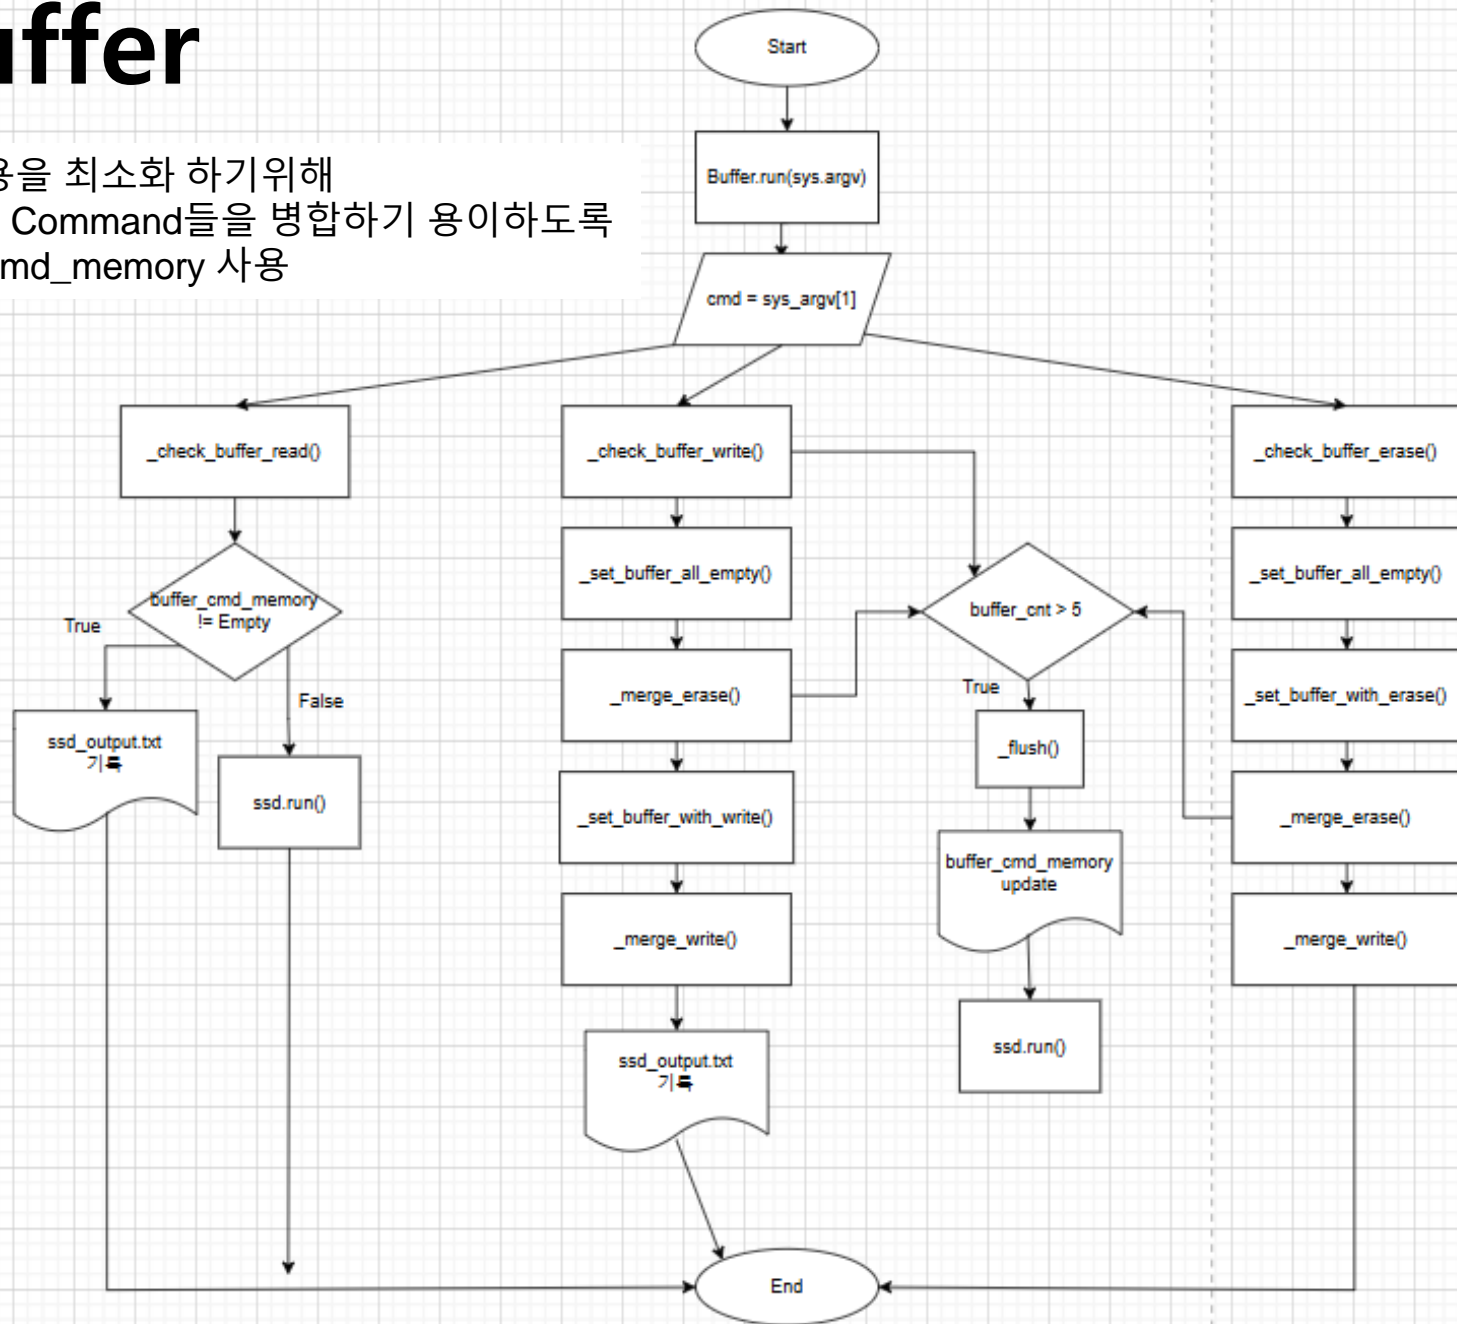 uffer
용을 최소화 하기위해
Command들을 병합하기 용이하도록
md_memory 사용
Start
Buffer.run(sys.argv)
cmd = sys_argv[1]
_check_buffer_read()
_check_buffer_write()
_check_buffer_erase()
_set_buffer_all_empty()
_set_buffer_all_empty()
buffer_cmd_memory
!= Empty
buffer_cnt > 5
True
False
True
_merge_erase()
_set_buffer_with_erase()
ssd_output.txt
기록
_flush()
ssd.run()
_set_buffer_with_write()
_merge_erase()
buffer_cmd_memory
update
_merge_write()
_merge_write()
ssd_output.txt
기록
ssd.run()
End